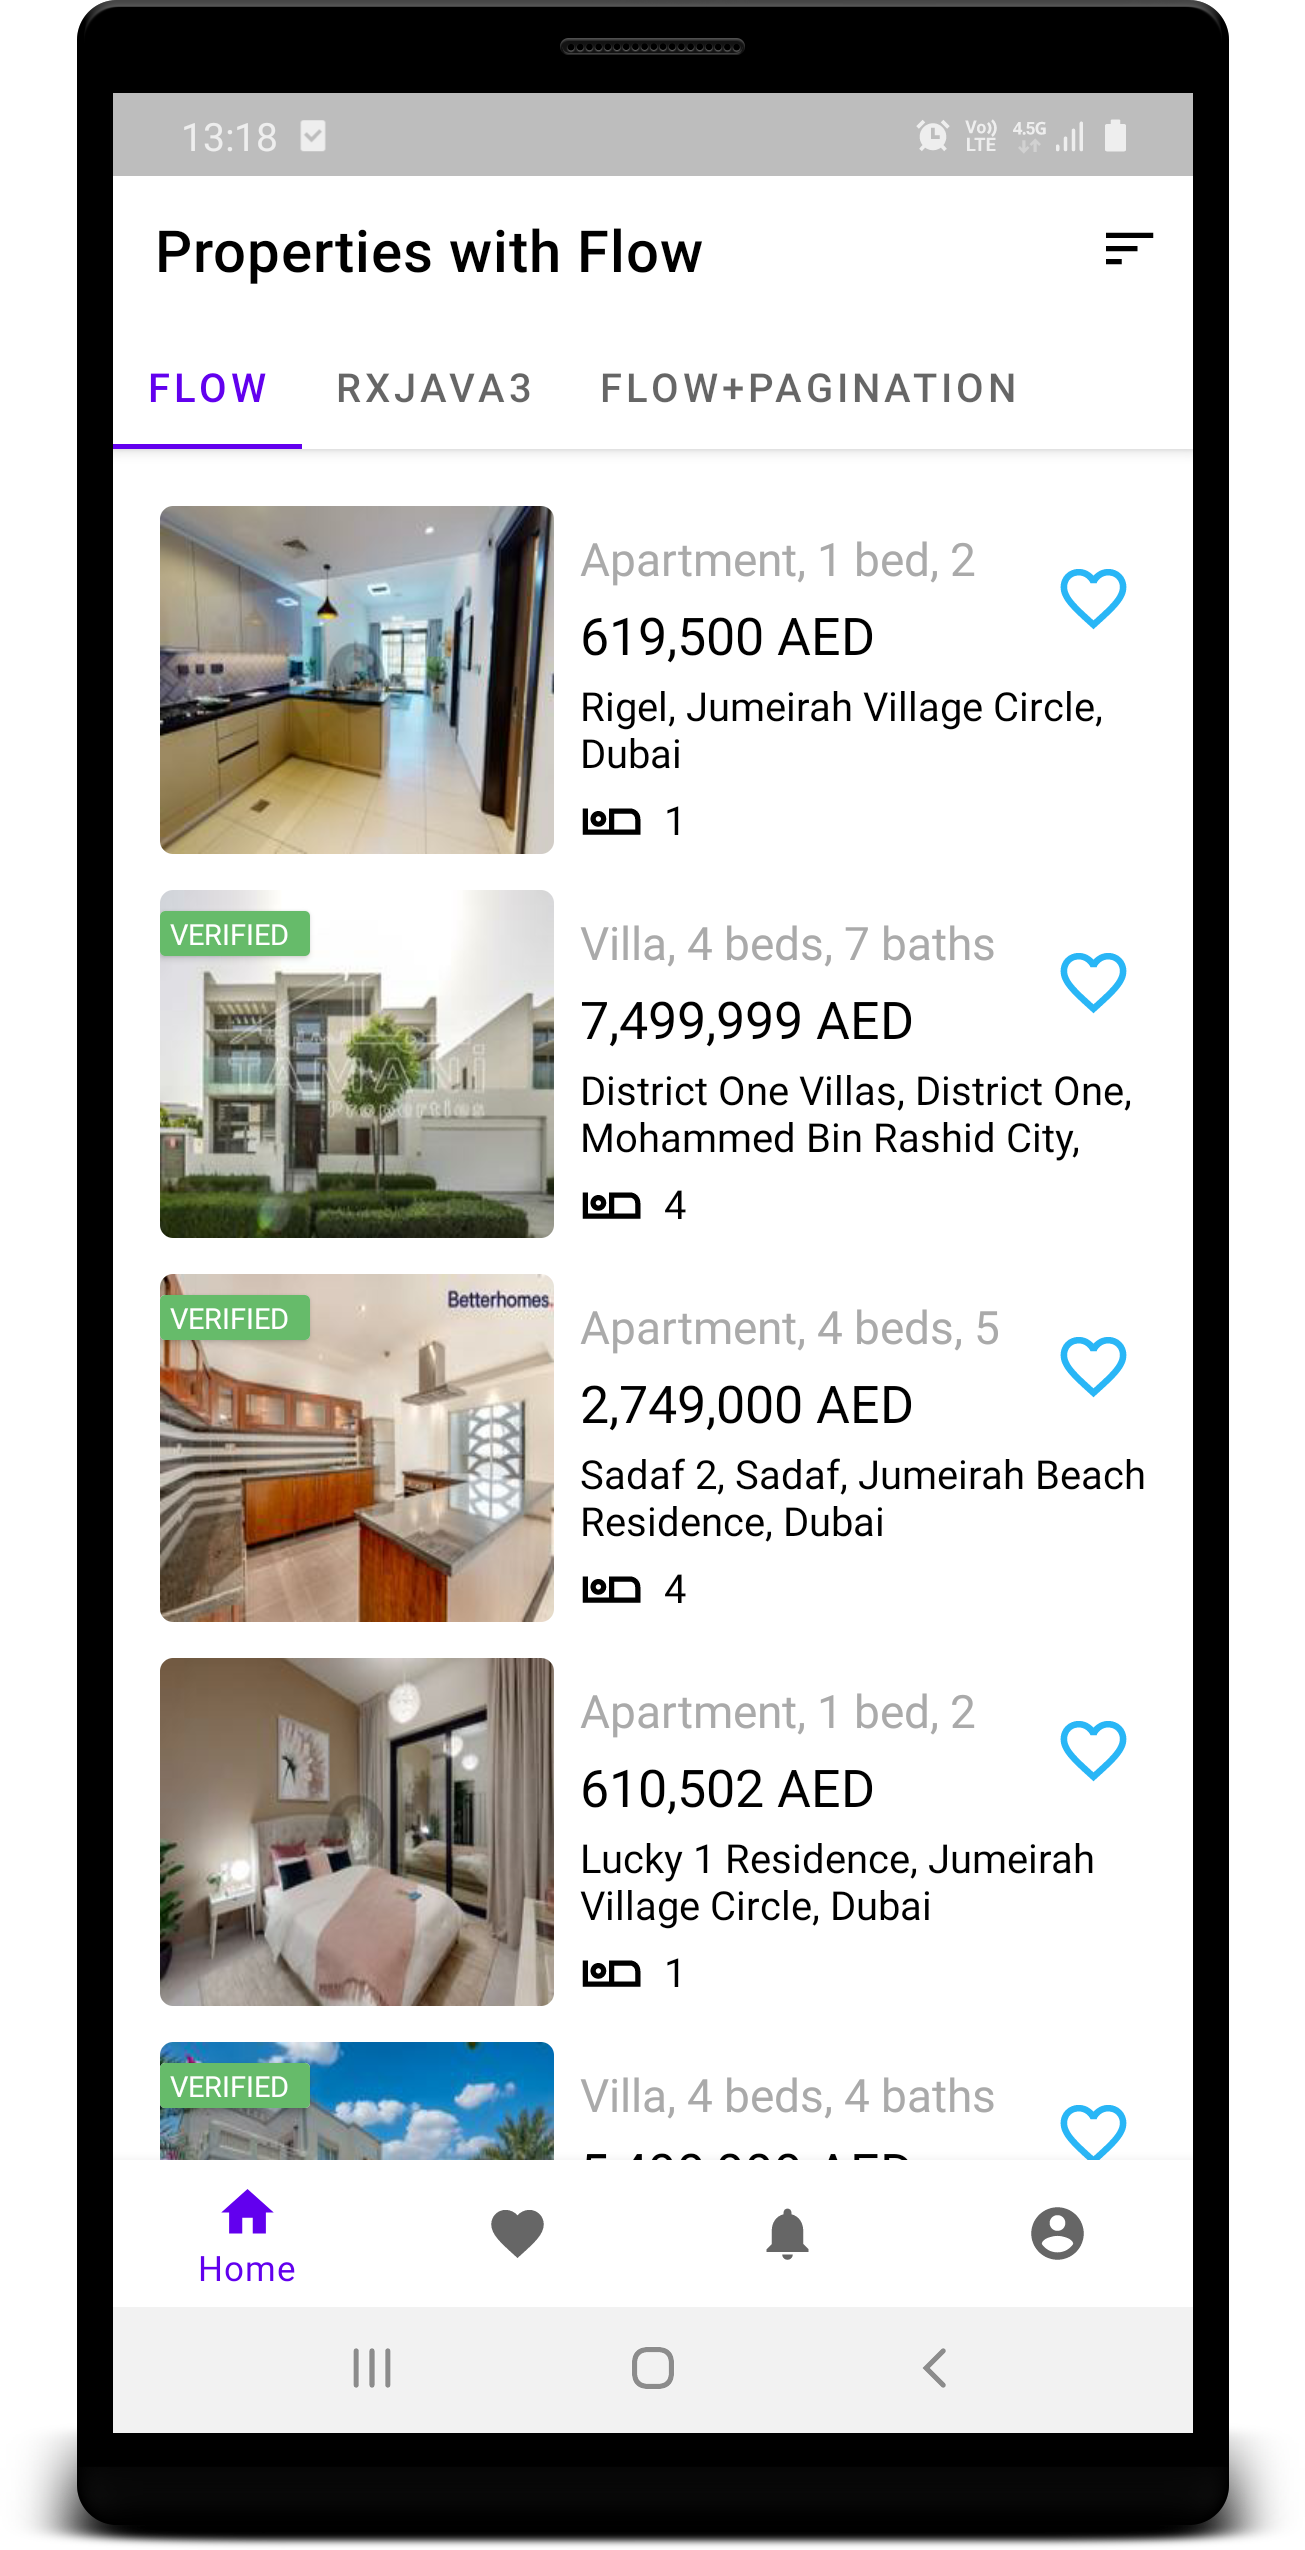 13:18
Vo)) LTE
4.5G
Properties with Flow
FLOW
RXJAVA3
FLOW+PAGINATION
Apartment, 1 bed, 2
619,500 AED
Rigel, Jumeirah Village Circle,
Dubai
1
VERIFIED
TAMANi
Properties
Villa, 4 beds, 7 baths
7,499,999 AED
District One Villas, District One,
Mohammed Bin Rashid City,
4
VERIFIED
Betterhomes.
Apartment, 4 beds, 5
2,749,000 AED
Sadaf 2, Sadaf, Jumeirah Beach
Residence, Dubai
4
Apartment, 1 bed, 2
610,502 AED
Lucky 1 Residence, Jumeirah
Village Circle, Dubai
1
VERIFIED
Villa, 4 beds, 4 baths
Home